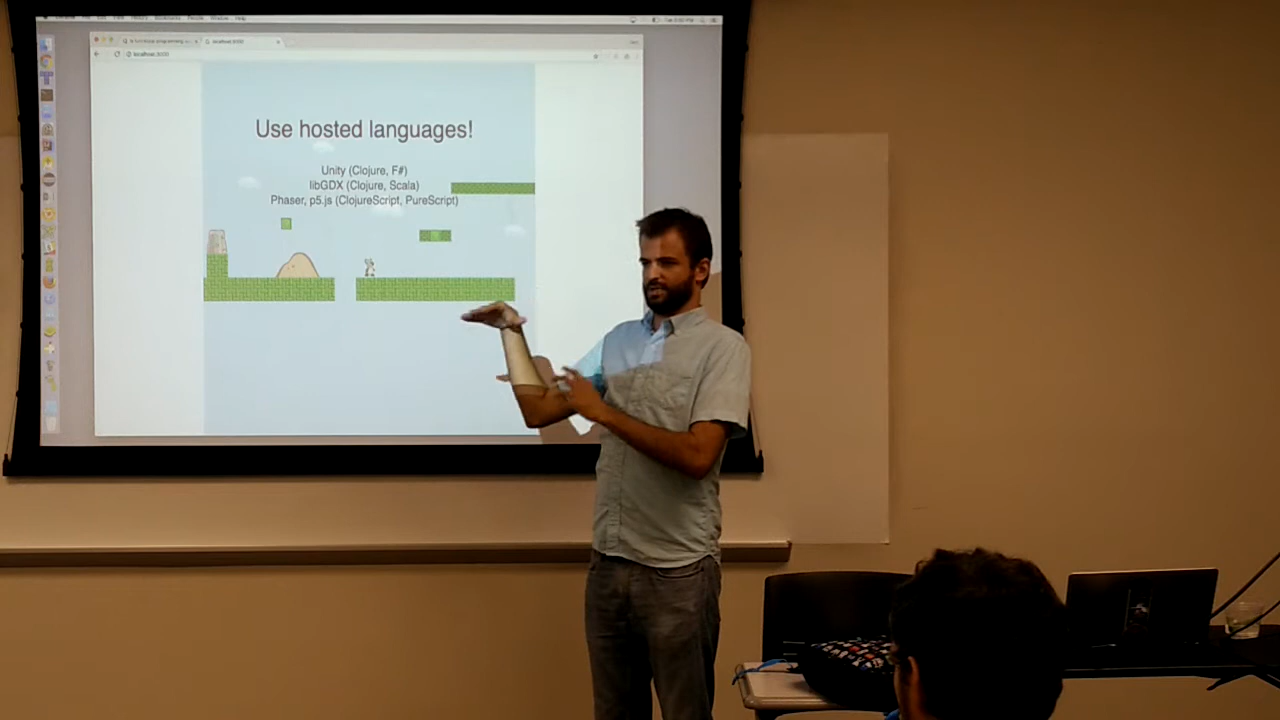 Use hosted languages!
Unity (Clojure, F#)
libGDX (Clojure, Scala)
Phaser, p5.js (ClojureScript, PureScript)